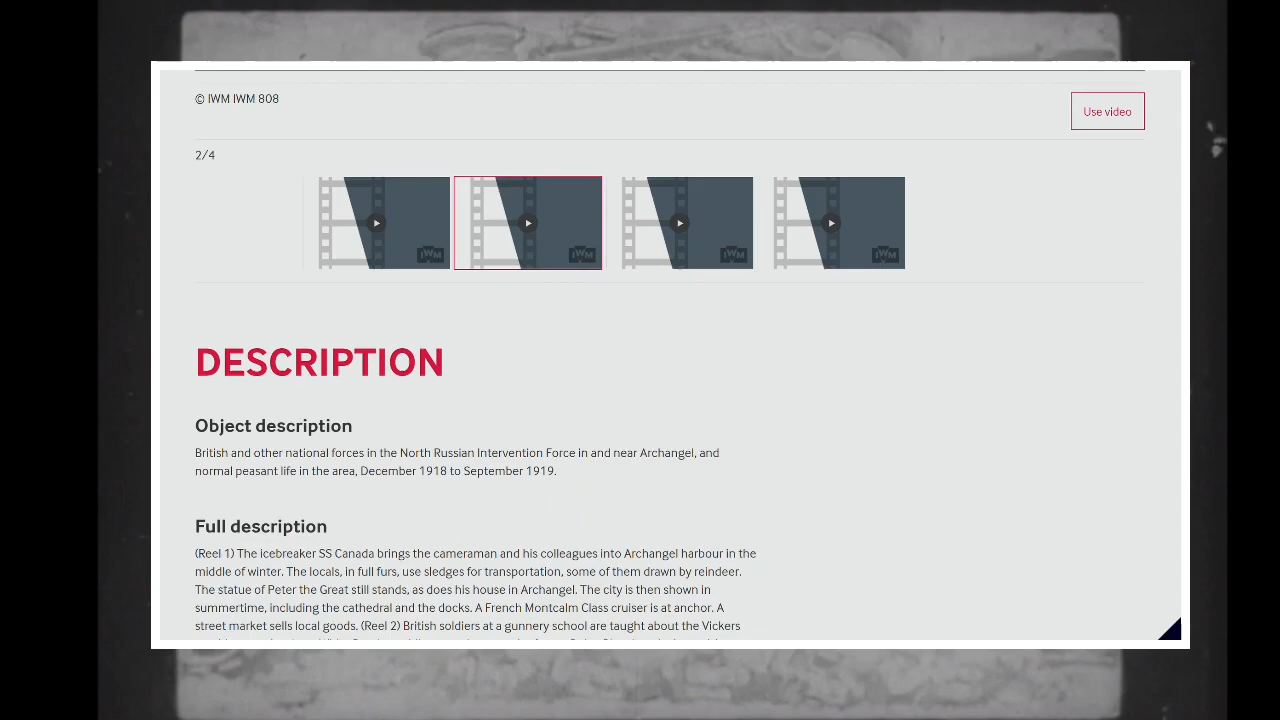 © IWM IWM 808
Use video
2/4
IWM IWM IWM IWM
DESCRIPTION
Object description
British and other national forces in the North Russian Intervention Force in and near Archangel, and
normal peasant life in the area, December 1918 to September 1919.
Full description
(Reel 1) The icebreaker SS Canada brings the cameraman and his colleagues into Archangel harbour in the
middle of winter. The locals, in full furs, use sledges for transportation, some of them drawn by reindeer.
The statue of Peter the Great still stands, as does his house in Archangel. The city is then shown in
summertime, including the cathedral and the docks. A French Montcalm Class cruiser is at anchor. A
street market sells local goods. (Reel 2) British soldiers at a gunnery school are taught about the Vickers